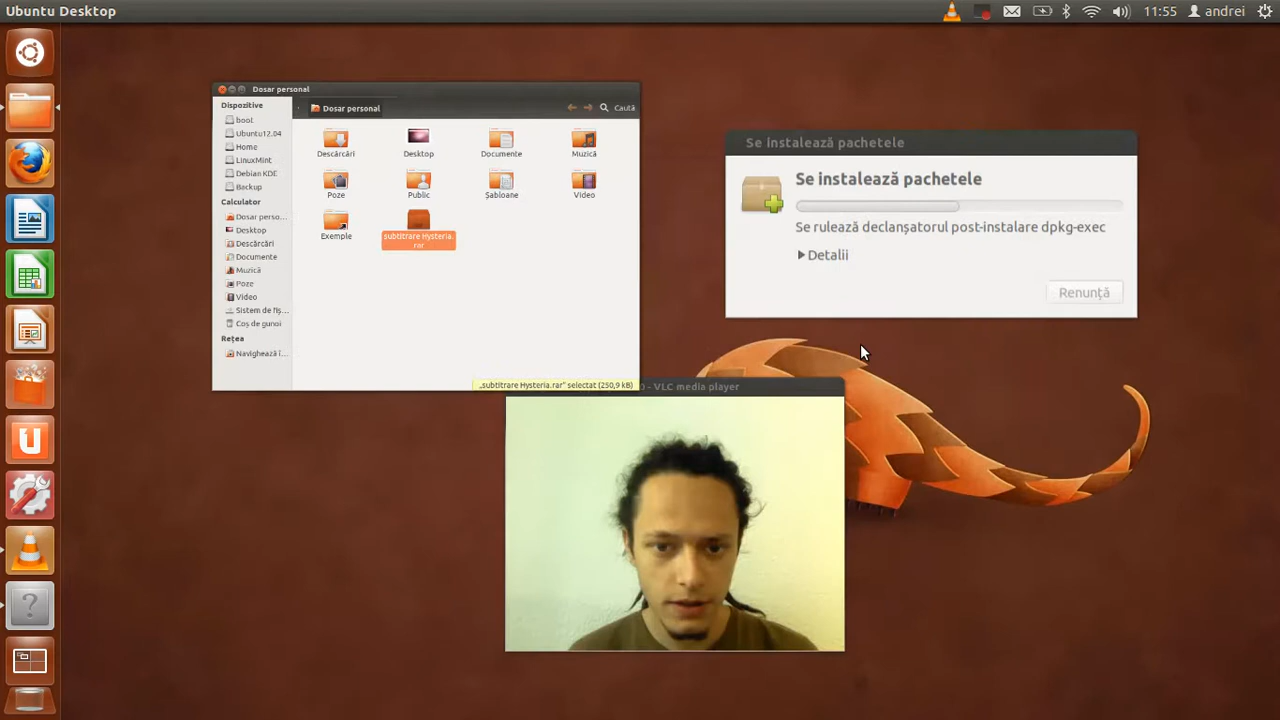 Ubuntu Desktop
11:55
andrei
Dosar personal
Dispozitive
boot
Ubuntu12.04
Home
LinuxMint
Debian KDE
Backup
Calculator
Dosar perso...
Desktop
Descărcări
Documente
Muzică
Poze
Video
Sistem de fiș...
Coș de gunoi
Rețea
Navighează î...
Dosar personal
Caută
Descărcări
Desktop
Documente
Muzică
Poze
Public
Șabloane
Video
Exemple
subtitrare Hysteria.
rar
„subtitrare Hysteria.rar” selectat (250,9 kB)
Se instalează pachetele
Se instalează pachetele
Se rulează declanșatorul post-instalare dpkg-exec
Detalii
Renunță
- VLC media player